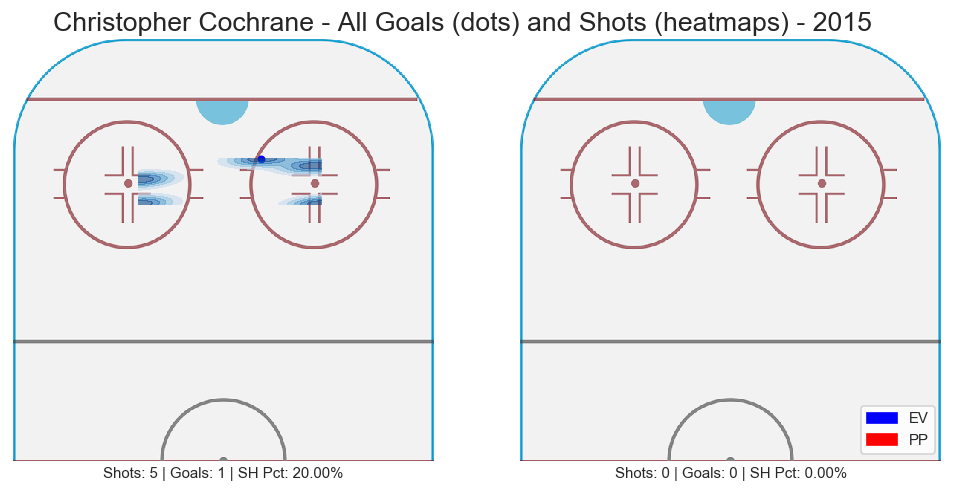 Christopher Cochrane - All Goals (dots) and Shots (heatmaps) - 2015
EV
PP
Shots: 5 | Goals: 1 | SH Pct: 20.00%
Shots: 0 | Goals: 0 | SH Pct: 0.00%